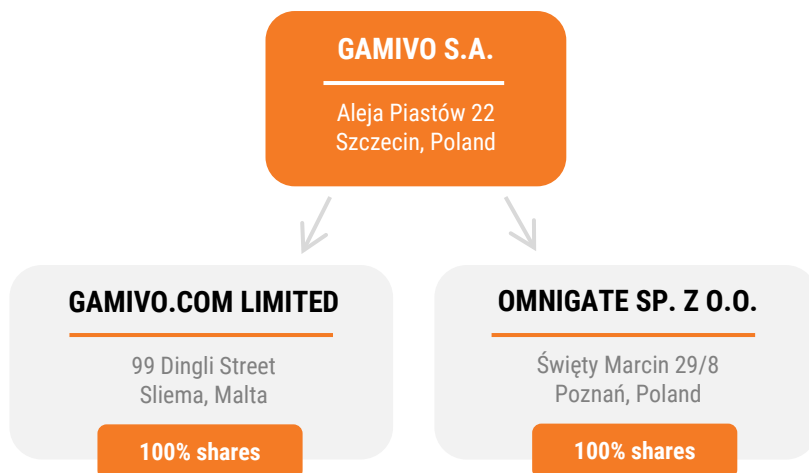 GAMIVO S.A.
Aleja Piastów 22
Szczecin, Poland
GAMIVO.COM LIMITED
99 Dingli Street
Sliema, Malta
100% shares
OMNIGATE SP. Z O.O.
Święty Marcin 29/8
Poznań, Poland
100% shares